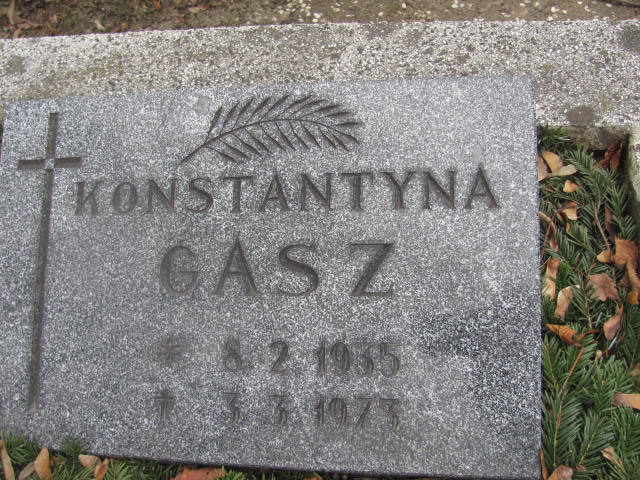 KONSTANTYNA
GASZ
* 8.2.1935
† 3.3.1973